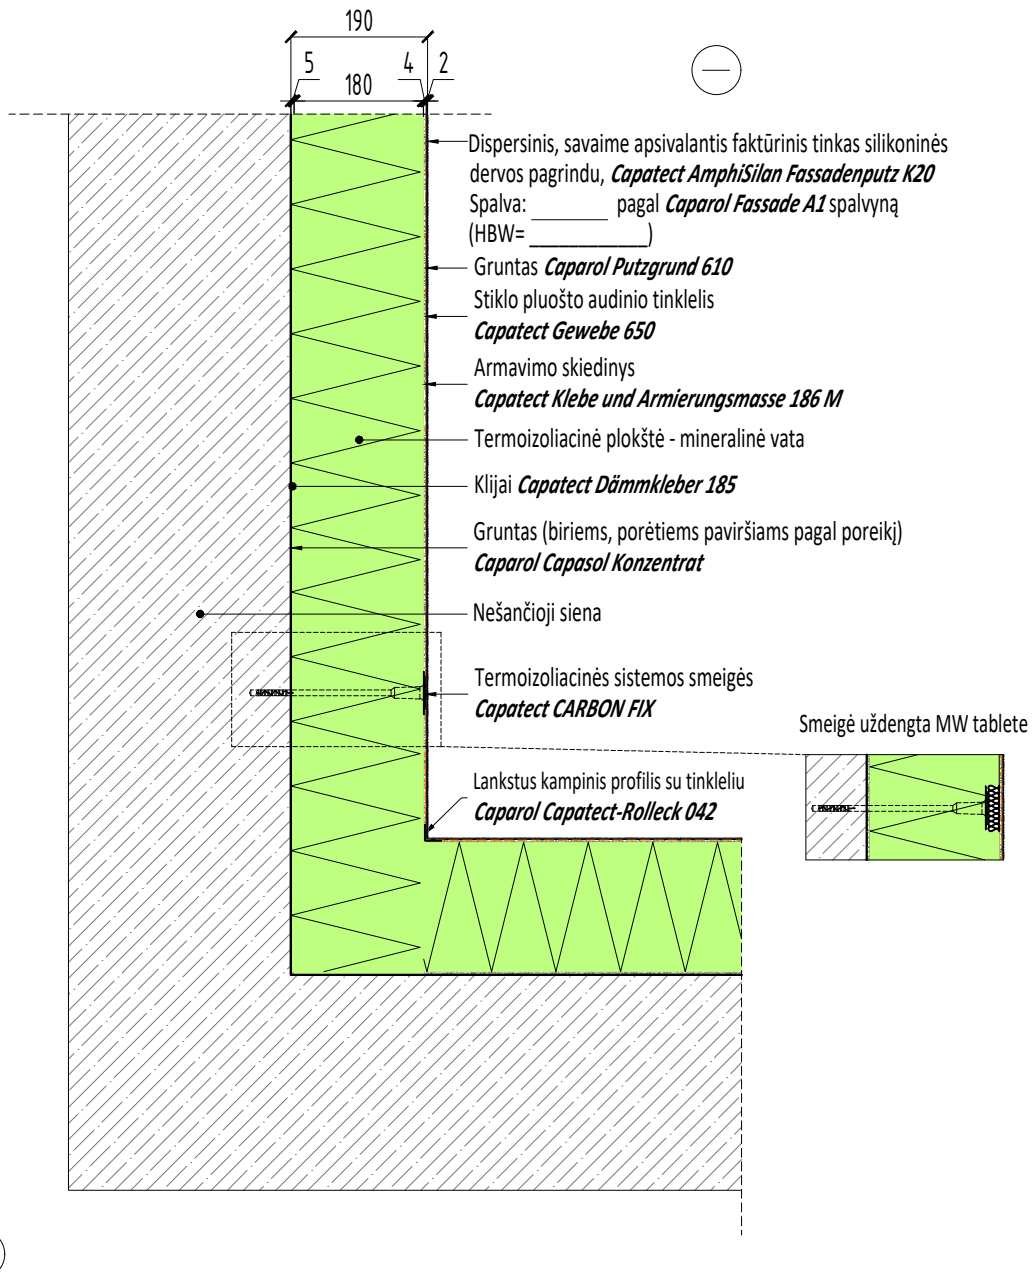 190
5
4
2
180
Dispersinis, savaime apsivalantis faktūrinis tinkas silikoninės
dervos pagrindu, Capatect AmphiSilan Fassadenputz K20
Spalva: ________ pagal Caparol Fassade A1 spalvyną
(HBW= ____________)
Gruntas Caparol Putzgrund 610
Stiklo pluošto audinio tinklelis
Capatect Gewebe 650
Armavimo skiedinys
Capatect Klebe und Armierungsmasse 186 M
Termoizoliacinė plokštė - mineralinė vata
Klijai Capatect Dämmkleber 185
Gruntas (biriems, porėtiems paviršiams pagal poreikį)
Caparol Capasol Konzentrat
Nešančioji siena
Termoizoliacinės sistemos smeigės
Capatect CARBON FIX
Smeigė uždengta MW tablete
Lankstus kampinis profilis su tinkleliu
Caparol Capatect-Rolleck 042